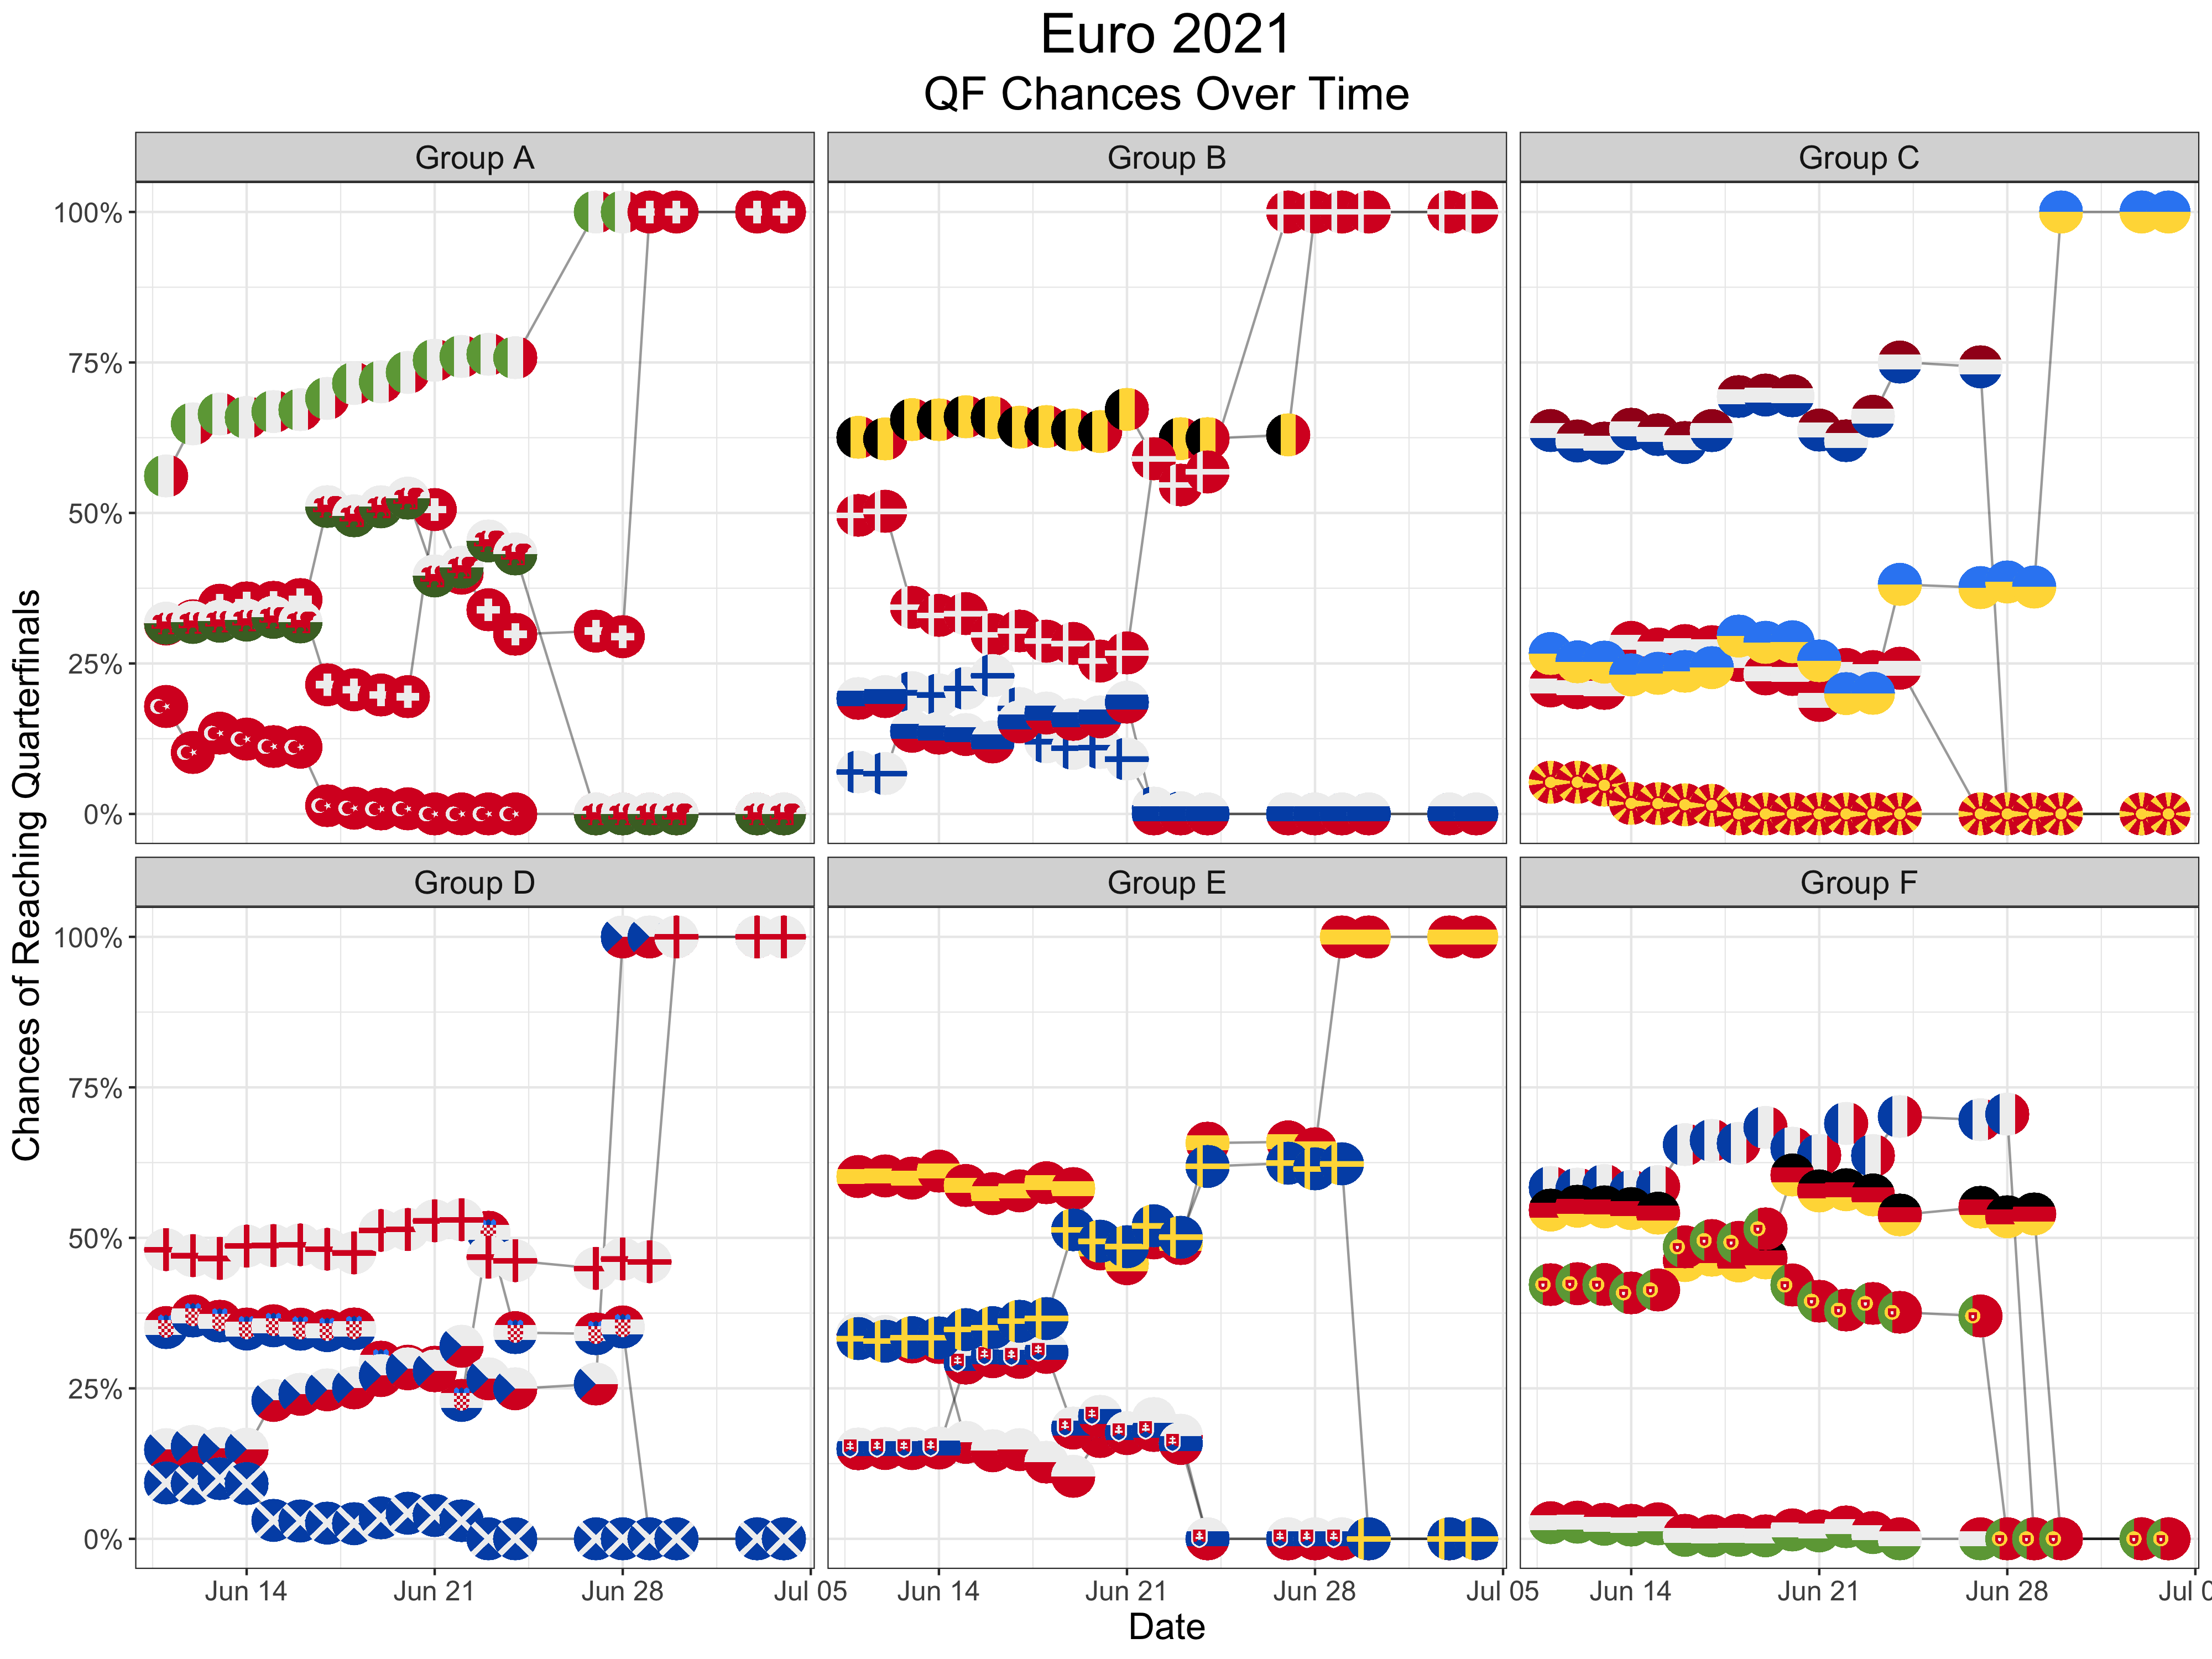 Euro 2021
QF Chances Over Time
Group A
Group B
Group C
100%
75%
50%
25%
0%
Group D
Group E
Group F
100%
75%
50%
25%
0%
Chances of Reaching Quarterfinals
Jun 14
Jun 21
Jun 28
Jul 05
Jun 14
Jun 21
Jun 28
Jul 05
Jun 14
Jun 21
Jun 28
Jul 0
Date